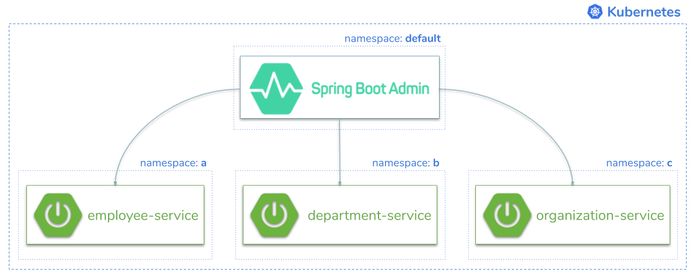 Kubernetes
namespace: default
Spring Boot Admin
namespace: a
namespace: b
namespace: c
employee-service
department-service
organization-service